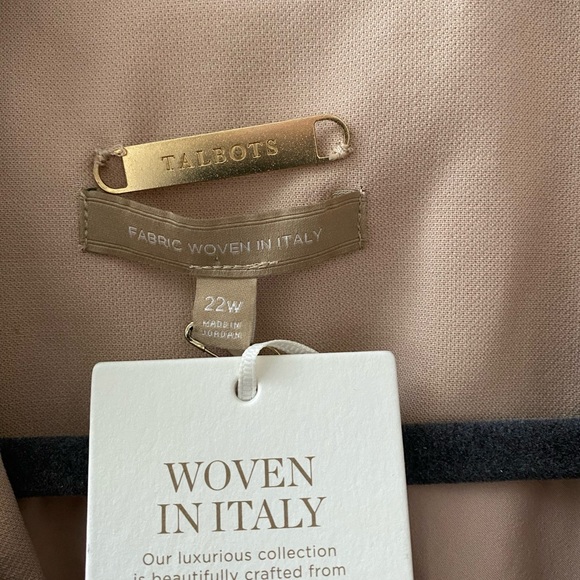 TALBOTS
FABRIC WOVEN IN ITALY
22W
MADE IN
JORDAN
WOVEN
IN ITALY
Our luxurious collection
is beautifully crafted from